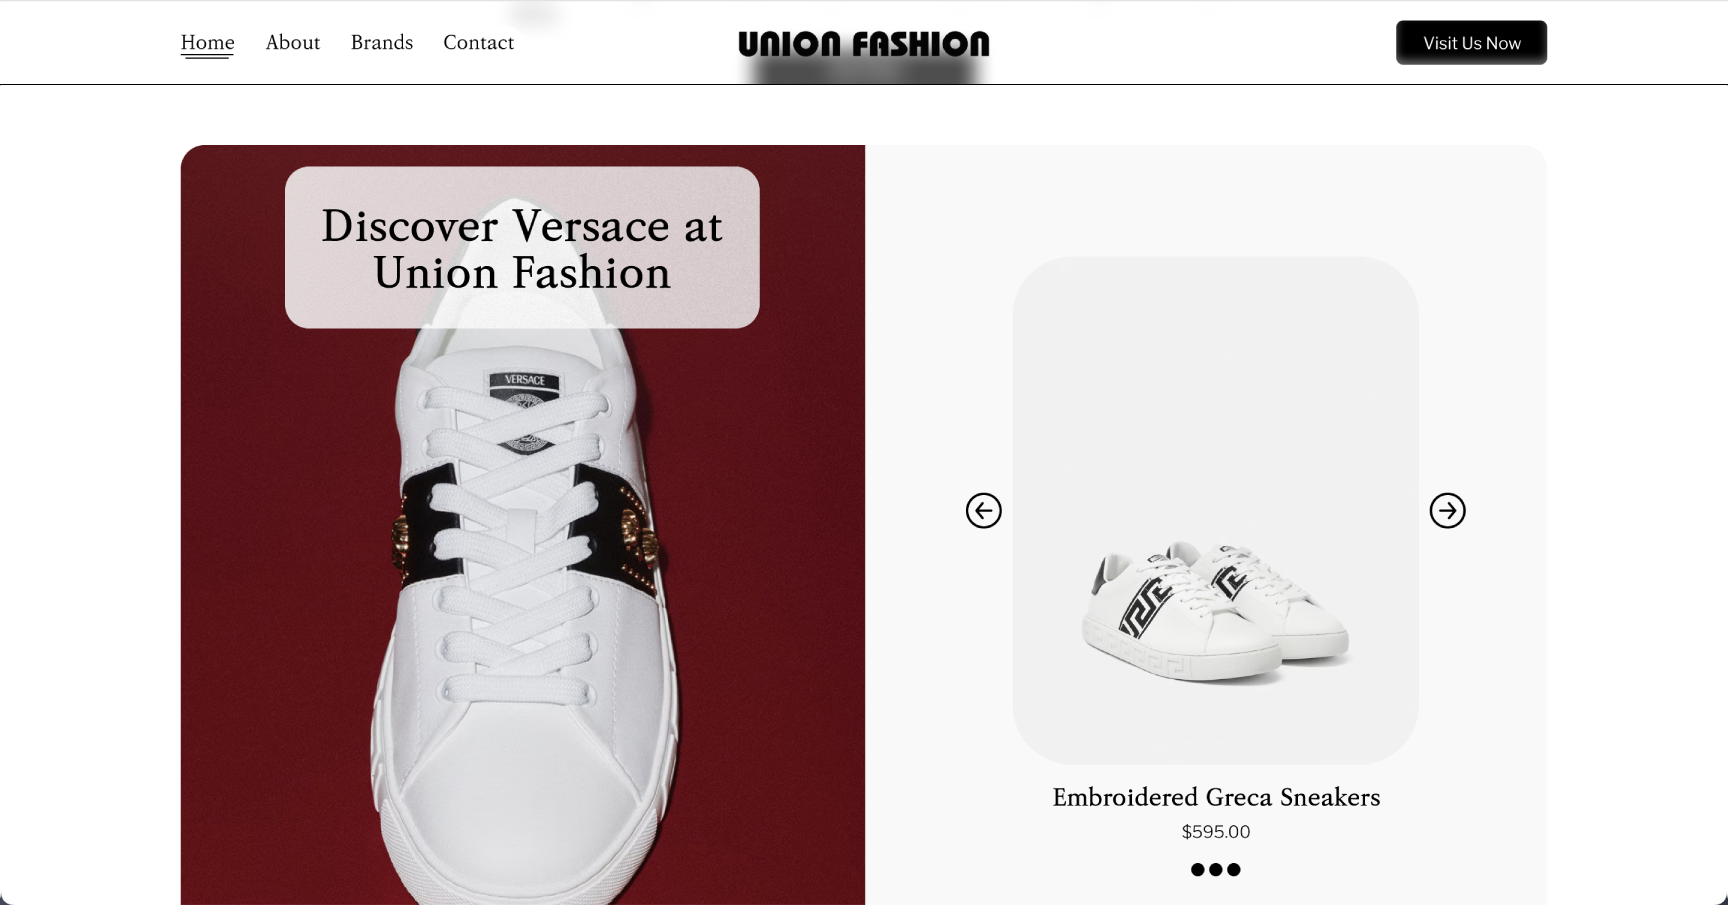 Home
About
Brands
Contact
UNION FASHION
Visit Us Now
Discover Versace at
Union Fashion
VERSACE
Embroidered Greca Sneakers
$595.00